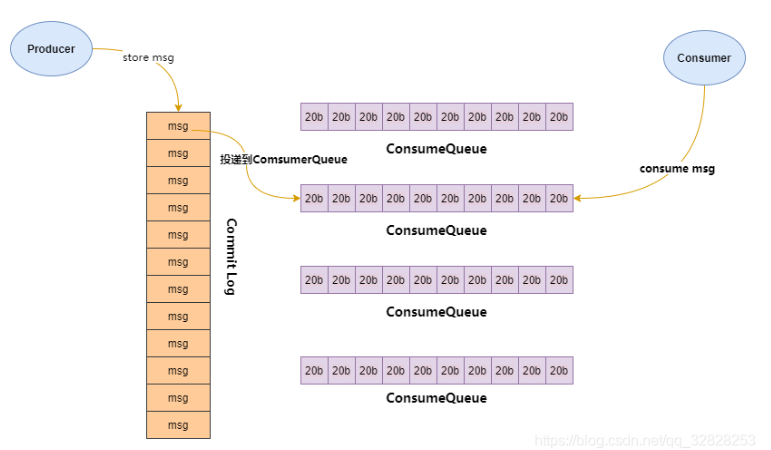 Producer
Consumer
store msg
20b 20b 20b 20b 20b 20b 20b 20b 20b 20b
msg
ConsumeQueue
投递到ComsumerQueue
msg
consume msg
msg
20b 20b 20b 20b 20b 20b 20b 20b 20b 20b
msg
ConsumeQueue
msg
Commit Log
msg
20b 20b 20b 20b 20b 20b 20b 20b 20b 20b
msg
ConsumeQueue
msg
msg
msg
20b 20b 20b 20b 20b 20b 20b 20b 20b 20b
msg
ConsumeQueue
msg
https://blog.csdn.net/qq_32828253